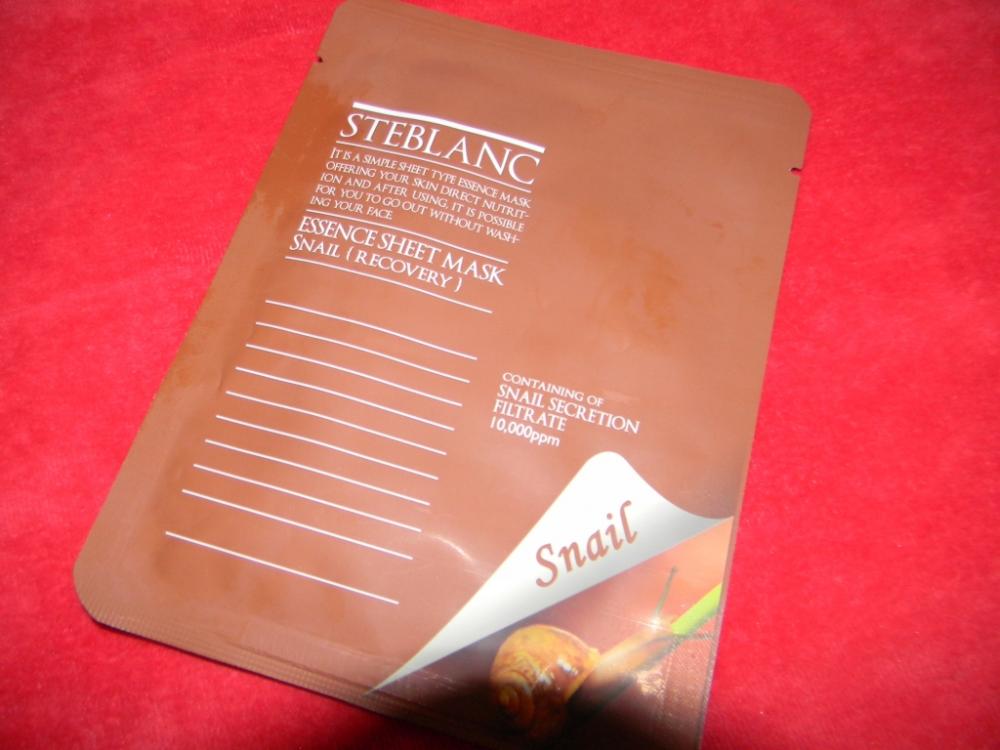 STEBLANC
IT IS A SIMPLE SHEET TYPE ESSENCE MASK
OFFERING YOUR SKIN DIRECT NUTRIT-
ION AND AFTER USING, IT IS POSSIBLE
FOR YOU TO GO OUT WITHOUT WASH-
ING YOUR FACE.
ESSENCE SHEET MASK
SNAIL ( RECOVERY )
CONTAINING OF
SNAIL SECRETION
FILTRATE
10,000ppm
Snail